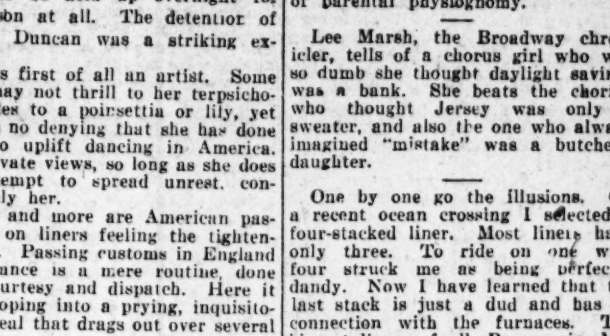 son at all. The detention of
Duncan was a striking ex-
s first of all an artist. Some
may not thrill to her terpsicho-
les to a poinsettia or lily, yet
no denying that she has done
o uplift dancing in America.
vate views, so long as she does
empt to spread unrest. con-
ly her.
and more are American pas-
on liners feeling the tighten-
Passing customs in England
ance is a mere routine, done
urtesy and dispatch. Here it
oping into a prying, inquisito-
eal that drags out over several
or parental physiognomy.
Lee Marsh, the Broadway chro
icler, tells of a chorus girl who w
so dumb she thought daylight savin
was a bank. She beats the chori
who thought Jersey was only
sweater, and also the one who alwa
imagined "mistake" was a butche
daughter.
One by one go the illusions.
a recent ocean crossing I selected
four-stacked liner. Most liners ha
only three. To ride on one w
four struck me as being perfec
dandy. Now I have learned that t
last stack is just a dud and has
connection with the furnaces. T